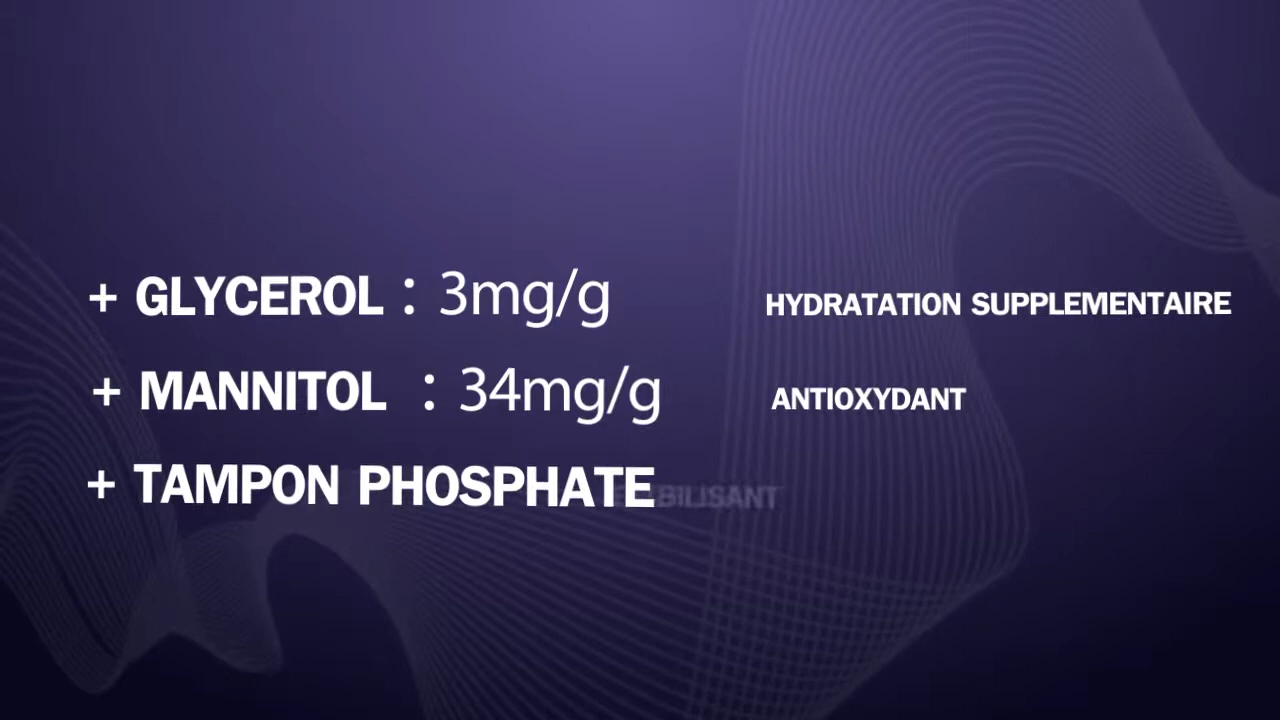 + GLYCEROL : 3mg/g HYDRATATION SUPPLEMENTAIRE
+ MANNITOL : 34mg/g ANTIOXYDANT
+ TAMPON PHOSPHATE